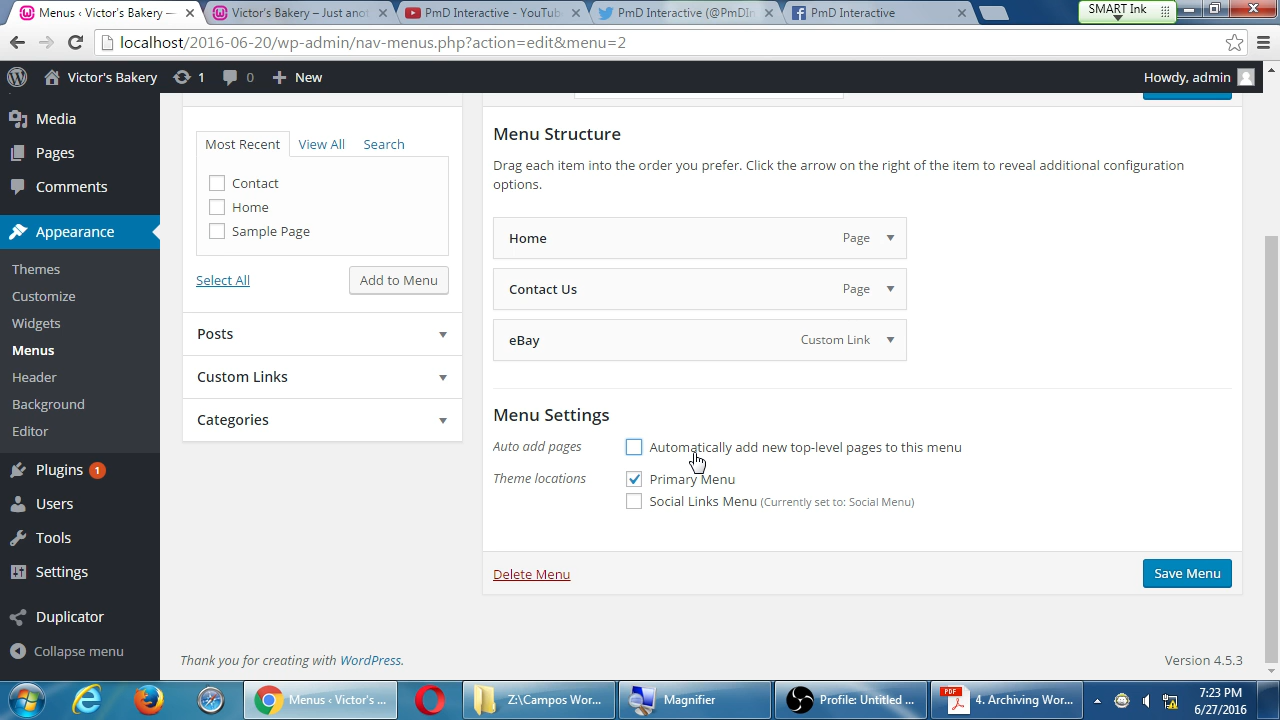 Menus ‹ Victor's Bakery —
Victor's Bakery – Just anot
PmD Interactive - YouTub
PmD Interactive (@PmDIn
PmD Interactive
SMART Ink
localhost/2016-06-20/wp-admin/nav-menus.php?action=edit&menu=2
Victor's Bakery
1
0
New
Howdy, admin
Media
Pages
Comments
Appearance
Themes
Customize
Widgets
Menus
Header
Background
Editor
Plugins 1
Users
Tools
Settings
Duplicator
Collapse menu
Most Recent
View All
Search
Contact
Home
Sample Page
Select All
Add to Menu
Posts
Custom Links
Categories
Menu Structure
Drag each item into the order you prefer. Click the arrow on the right of the item to reveal additional configuration
options.
Home Page
Contact Us Page
eBay Custom Link
Menu Settings
Auto add pages
Automatically add new top-level pages to this menu
Theme locations
Primary Menu
Social Links Menu (Currently set to: Social Menu)
Delete Menu
Save Menu
Thank you for creating with WordPress.
Version 4.5.3
Menus ‹ Victor's ...
Z:\Campos Wor...
Magnifier
Profile: Untitled ...
PDF
4. Archiving Wor...
7:23 PM
6/27/2016